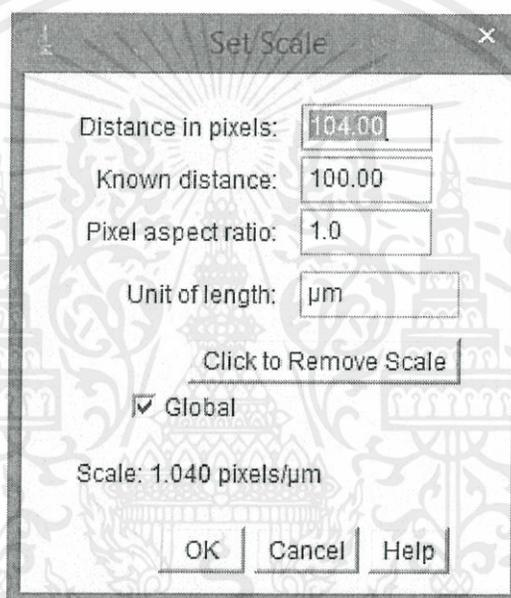 Set Scale
Distance in pixels: 104.00
Known distance: 100.00
Pixel aspect ratio: 1.0
Unit of length: µm
Click to Remove Scale
Global
Scale: 1.040 pixels/µm
OK Cancel Help